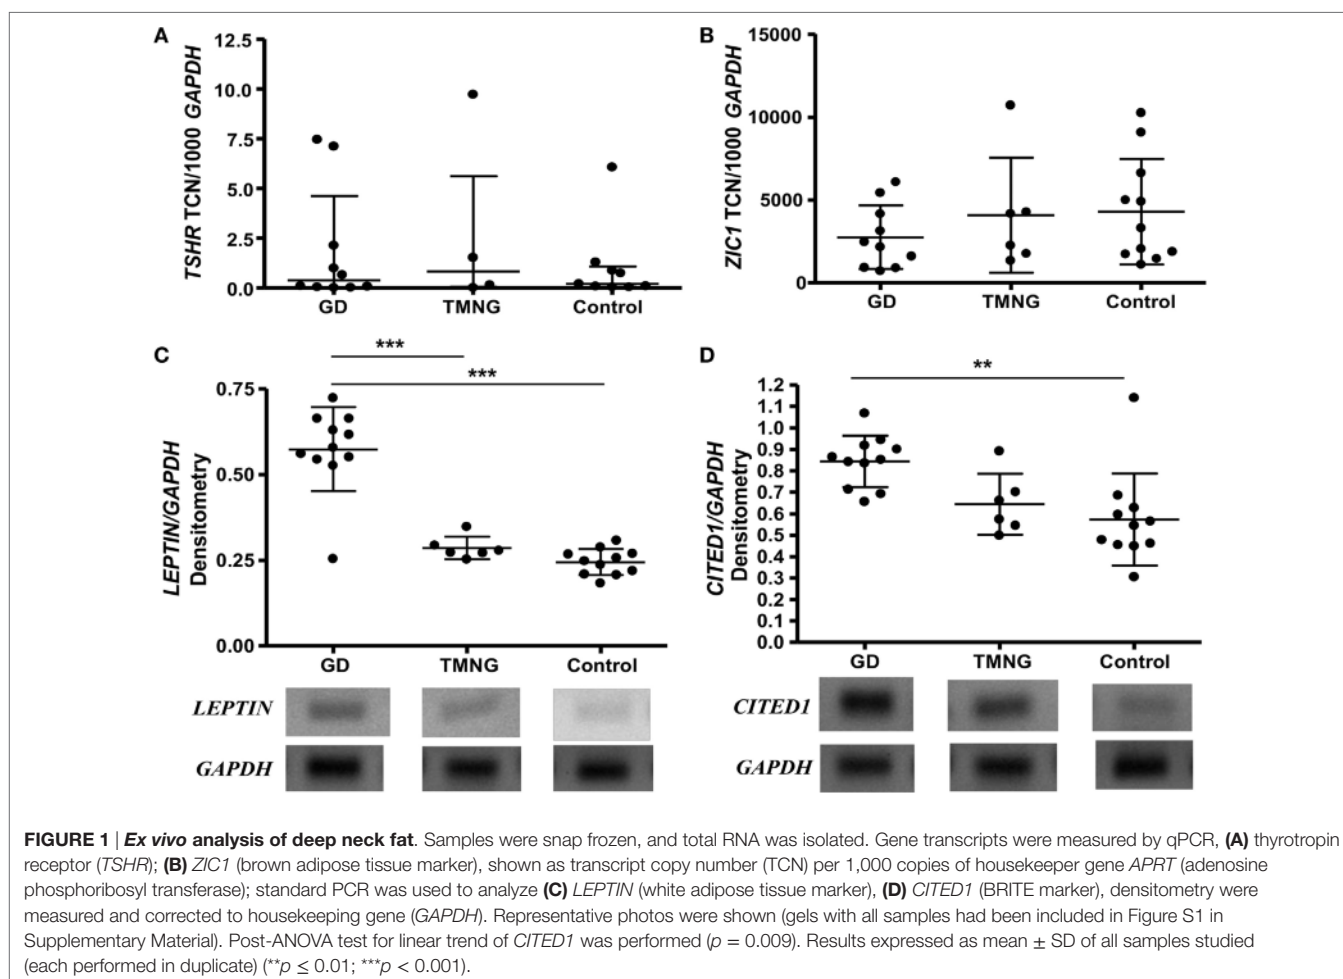 A
TSHR TCN/1000 GAPDH
12.5
10.0
7.5
5.0
2.5
0.0
GD TMNG Control
B
ZIC1 TCN/1000 GAPDH
15000
10000
5000
0
GD TMNG Control
C
***
***
LEPTIN/GAPDH
Densitometry
0.75
0.50
0.25
0.00
GD TMNG Control
LEPTIN
GAPDH
D
**
CITED1/GAPDH
Densitometry
1.2
1.1
1.0
0.9
0.8
0.7
0.6
0.5
0.4
0.3
0.2
0.1
0.0
GD TMNG Control
CITED1
GAPDH
FIGURE 1 | Ex vivo analysis of deep neck fat. Samples were snap frozen, and total RNA was isolated. Gene transcripts were measured by qPCR, (A) thyrotropin
receptor (TSHR); (B) ZIC1 (brown adipose tissue marker), shown as transcript copy number (TCN) per 1,000 copies of housekeeper gene APRT (adenosine
phosphoribosyl transferase); standard PCR was used to analyze (C) LEPTIN (white adipose tissue marker), (D) CITED1 (BRITE marker), densitometry were
measured and corrected to housekeeping gene (GAPDH). Representative photos were shown (gels with all samples had been included in Figure S1 in
Supplementary Material). Post-ANOVA test for linear trend of CITED1 was performed (p = 0.009). Results expressed as mean ± SD of all samples studied
(each performed in duplicate) (**p ≤ 0.01; ***p < 0.001).